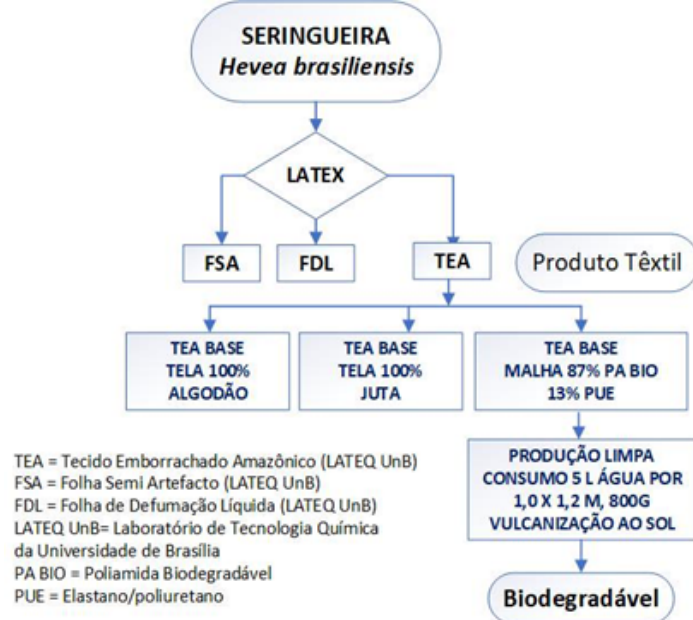 SERINGUEIRA
Hevea brasiliensis
LATEX
FSA
FDL
TEA
Produto Têxtil
TEA BASE
TELA 100%
ALGODÃO
TEA BASE
TELA 100%
JUTA
TEA BASE
MALHA 87% PA BIO
13% PUE
PRODUÇÃO LIMPA
CONSUMO 5 L ÁGUA POR
1,0 X 1,2 M, 800G
VULCANIZAÇÃO AO SOL
Biodegradável
TEA = Tecido Emborrachado Amazônico (LATEQ UnB)
FSA = Folha Semi Artefacto (LATEQ UnB)
FDL = Folha de Defumação Líquida (LATEQ UnB)
LATEQ UnB= Laboratório de Tecnologia Química
da Universidade de Brasília
PA BIO = Poliamida Biodegradável
PUE = Elastano/poliuretano